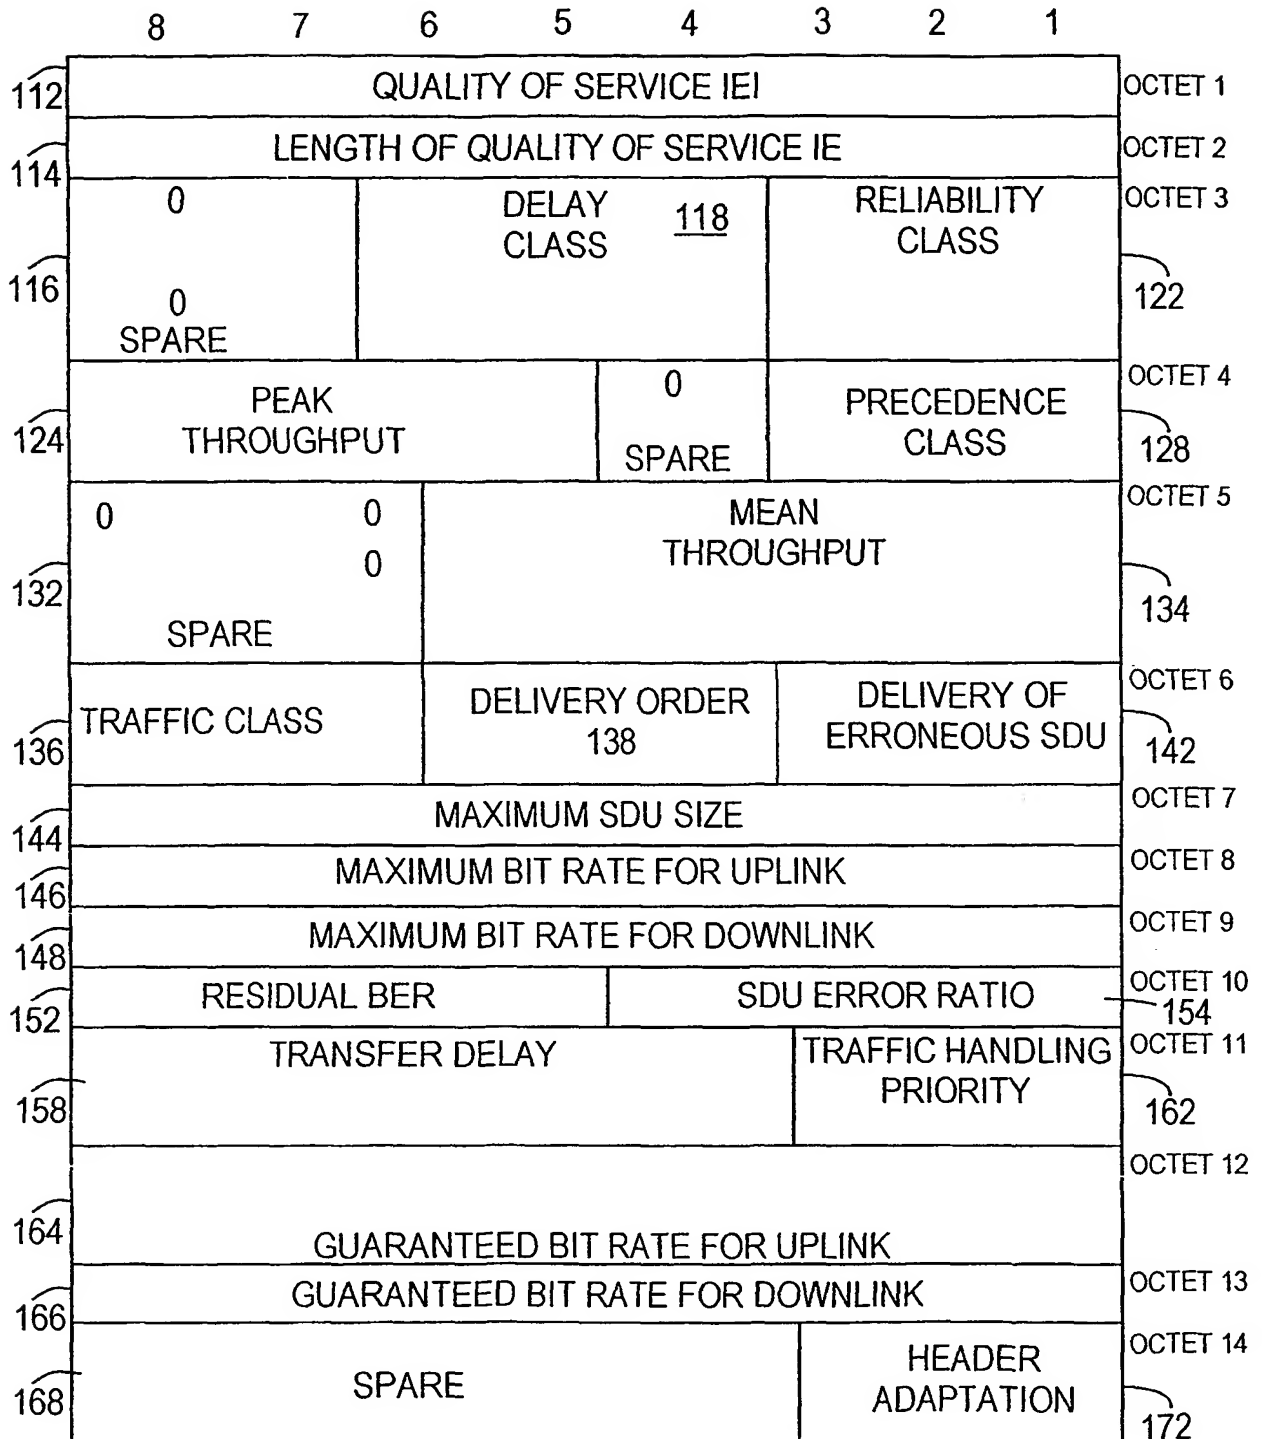 8 7 6 5 4 3 2 1
112 QUALITY OF SERVICE IEI OCTET 1
114 LENGTH OF QUALITY OF SERVICE IE OCTET 2
0 DELAY 118 RELIABILITY OCTET 3
CLASS CLASS
116 122
0
SPARE
OCTET 4
PEAK 0 PRECEDENCE
124 THROUGHPUT CLASS 128
SPARE
0 0 MEAN OCTET 5
THROUGHPUT
0
132 134
SPARE
TRAFFIC CLASS DELIVERY ORDER DELIVERY OF OCTET 6
136 138 ERRONEOUS SDU 142
144 MAXIMUM SDU SIZE OCTET 7
146 MAXIMUM BIT RATE FOR UPLINK OCTET 8
148 MAXIMUM BIT RATE FOR DOWNLINK OCTET 9
152 RESIDUAL BER SDU ERROR RATIO OCTET 10
154
TRANSFER DELAY TRAFFIC HANDLING OCTET 11
158 PRIORITY 162
OCTET 12
164 GUARANTEED BIT RATE FOR UPLINK
166 GUARANTEED BIT RATE FOR DOWNLINK OCTET 13
OCTET 14
168 SPARE HEADER
ADAPTATION 172